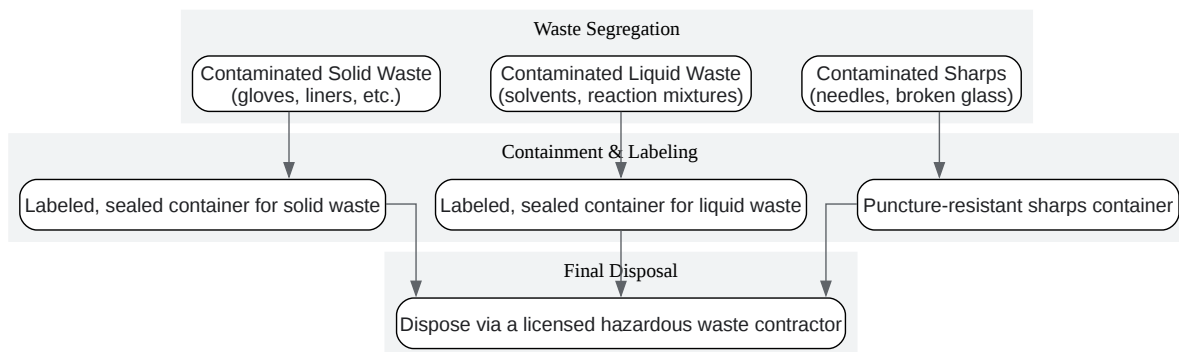 Waste Segregation
Contaminated Solid Waste
(gloves, liners, etc.)
Contaminated Liquid Waste
(solvents, reaction mixtures)
Contaminated Sharps
(needles, broken glass)
Containment & Labeling
Labeled, sealed container for solid waste
Labeled, sealed container for liquid waste
Puncture-resistant sharps container
Final Disposal
Dispose via a licensed hazardous waste contractor